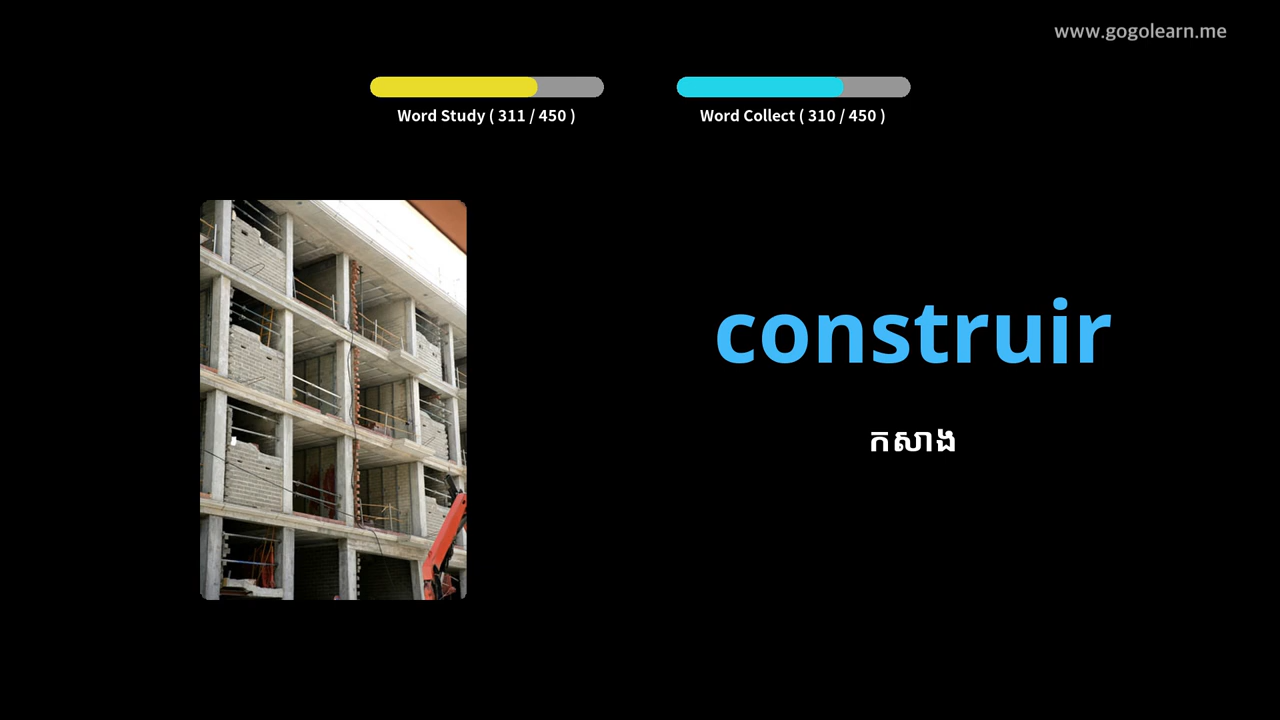 www.gogolearn.me
Word Study ( 311 / 450 )
Word Collect ( 310 / 450 )
construir
កសាង